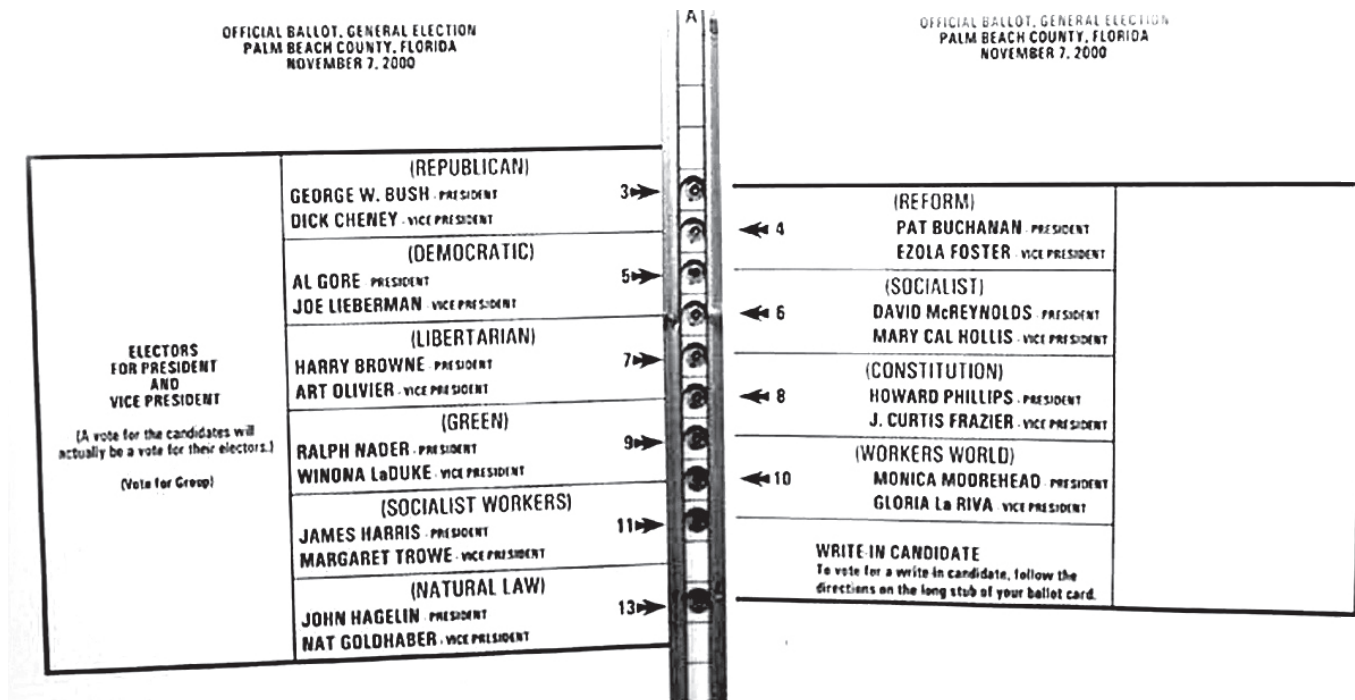 OFFICIAL BALLOT, GENERAL ELECTION
PALM BEACH COUNTY, FLORIDA
NOVEMBER 7, 2000
ELECTORS
FOR PRESIDENT
AND
VICE PRESIDENT
(A vote for the candidates will
actually be a vote for their electors.)
(Vote for Group)
(REPUBLICAN)
GEORGE W. BUSH - PRESIDENT
DICK CHENEY - VICE PRESIDENT
3
(DEMOCRATIC)
AL GORE - PRESIDENT
JOE LIEBERMAN - VICE PRESIDENT
5
(LIBERTARIAN)
HARRY BROWNE - PRESIDENT
ART OLIVIER - VICE PRESIDENT
7
(GREEN)
RALPH NADER - PRESIDENT
WINONA LaDUKE - VICE PRESIDENT
9
(SOCIALIST WORKERS)
JAMES HARRIS - PRESIDENT
MARGARET TROWE - VICE PRESIDENT
11
(NATURAL LAW)
JOHN HAGELIN - PRESIDENT
NAT GOLDHABER - VICE PRESIDENT
13
A
OFFICIAL BALLOT, GENERAL ELECTION
PALM BEACH COUNTY, FLORIDA
NOVEMBER 7, 2000
(REFORM)
4 PAT BUCHANAN - PRESIDENT
EZOLA FOSTER - VICE PRESIDENT
(SOCIALIST)
6 DAVID McREYNOLDS - PRESIDENT
MARY CAL HOLLIS - VICE PRESIDENT
(CONSTITUTION)
8 HOWARD PHILLIPS - PRESIDENT
J. CURTIS FRAZIER - VICE PRESIDENT
(WORKERS WORLD)
10 MONICA MOOREHEAD - PRESIDENT
GLORIA La RIVA - VICE PRESIDENT
WRITE-IN CANDIDATE
To vote for a write-in candidate, follow the
directions on the long stub of your ballot card.